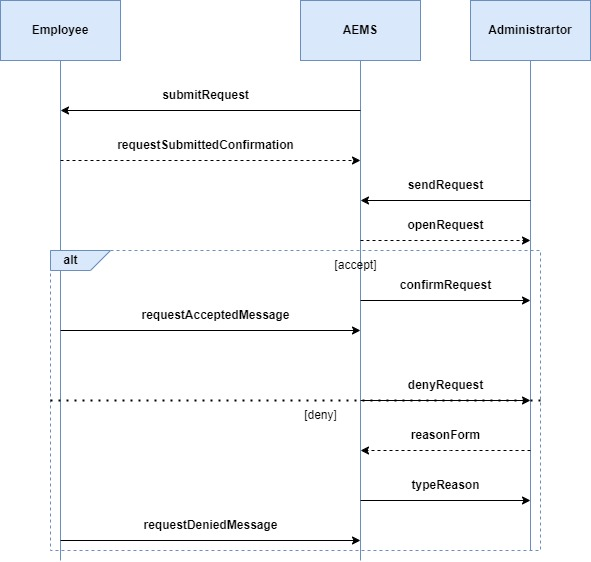 Employee
AEMS
Administrartor
submitRequest
requestSubmittedConfirmation
sendRequest
openRequest
alt
[accept]
confirmRequest
requestAcceptedMessage
denyRequest
[deny]
reasonForm
typeReason
requestDeniedMessage